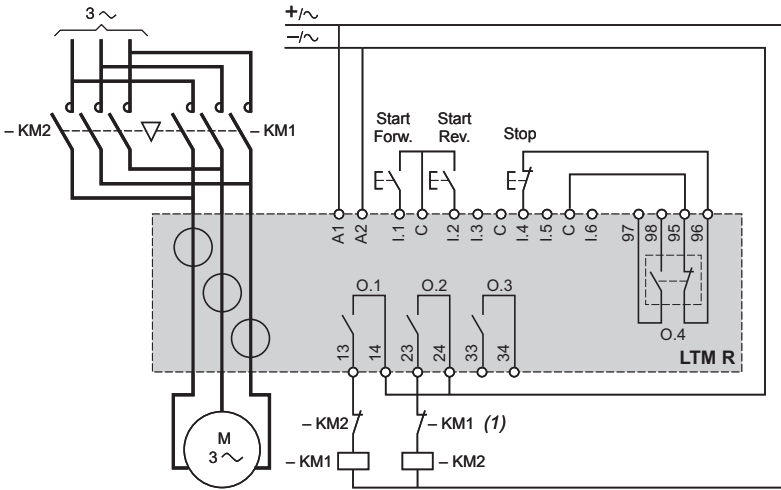 3 ~
+/~
−/~
– KM2
– KM1
Start Forw.
Start Rev.
Stop
A1
A2
I.1
C
I.2
I.3
C
I.4
I.5
C
I.6
97
98
95
96
O.1
O.2
O.3
O.4
13
14
23
24
33
34
LTM R
– KM2
– KM1 (1)
M
3 ~
– KM1
– KM2